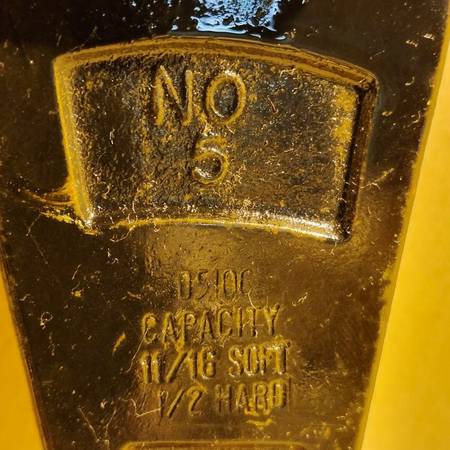 NO
5
0510C
CAPACITY
11/16 SOFT
1/2 HARD